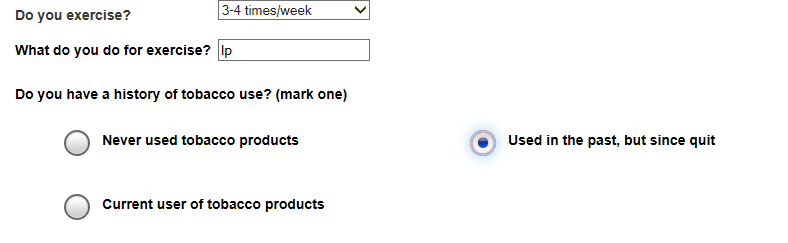 Do you exercise? 3-4 times/week
What do you do for exercise? lp
Do you have a history of tobacco use? (mark one)
Never used tobacco products Used in the past, but since quit
Current user of tobacco products